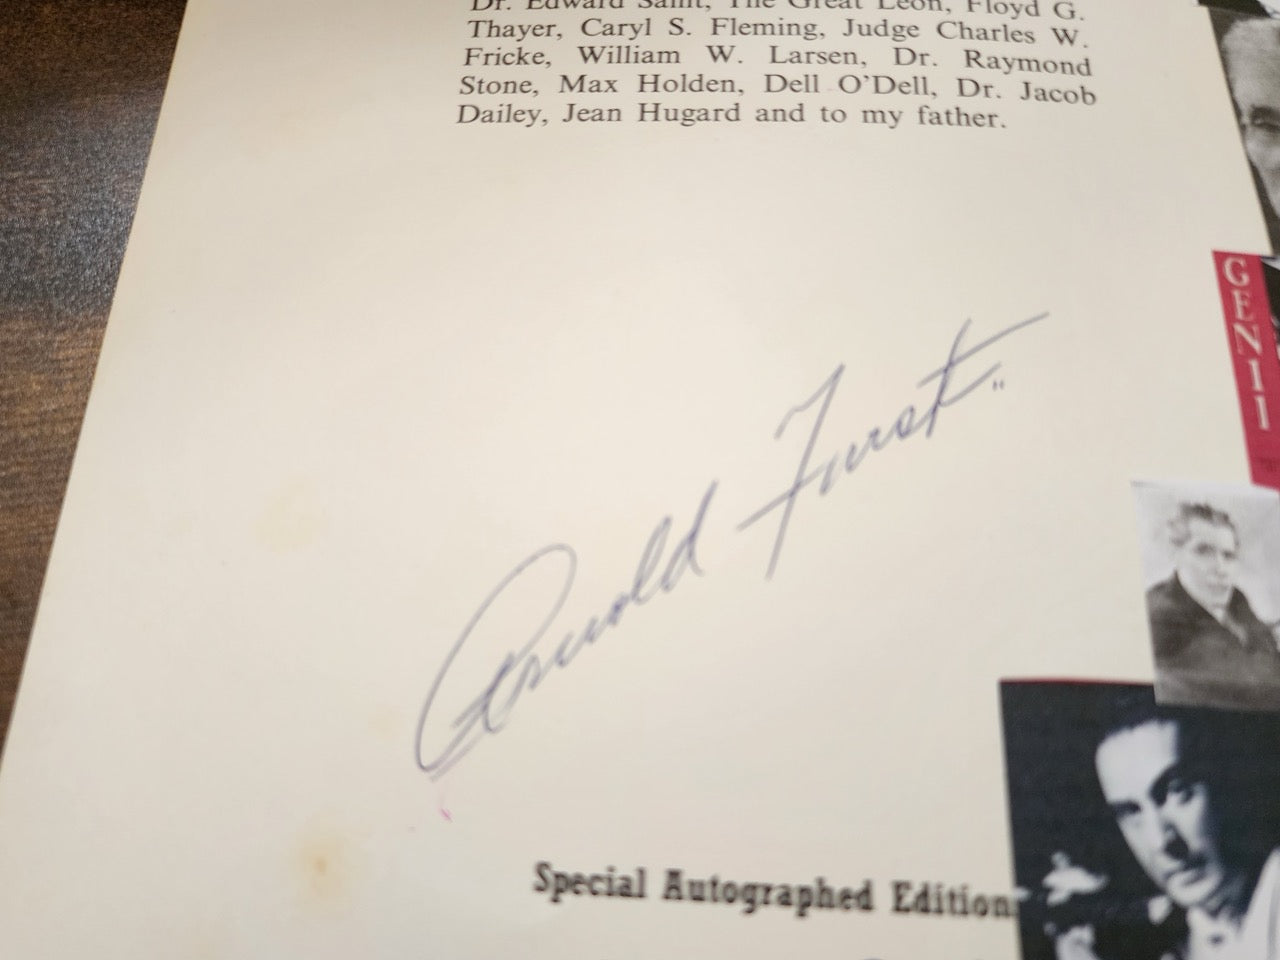 Dr. Edward Saint, The Great Leon, Floyd G.
Thayer, Caryl S. Fleming, Judge Charles W.
Fricke, William W. Larsen, Dr. Raymond
Stone, Max Holden, Dell O'Dell, Dr. Jacob
Dailey, Jean Hugard and to my father.
GENII
Arnold Furst"
Special Autographed Edition